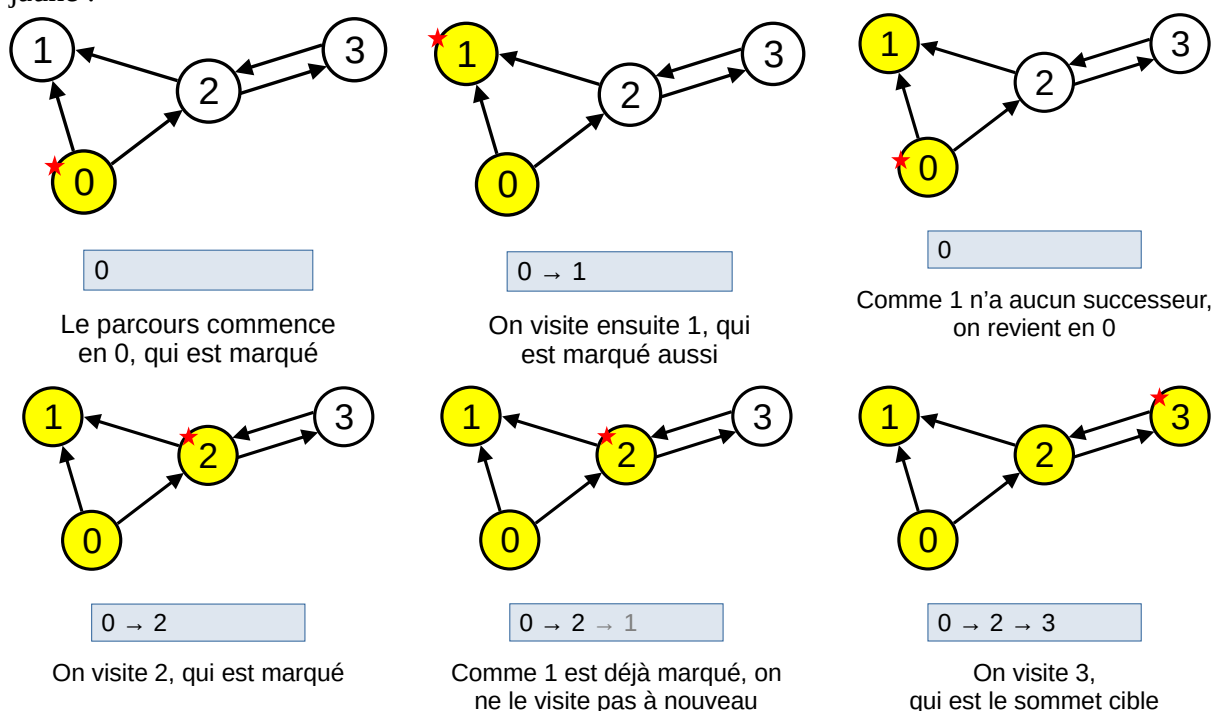 jaune :
1
3
2
0
0
Le parcours commence
en 0, qui est marqué
1
3
2
0
0 → 1
On visite ensuite 1, qui
est marqué aussi
1
3
2
0
0
Comme 1 n'a aucun successeur,
on revient en 0
1
3
2
0
0 → 2
On visite 2, qui est marqué
1
3
2
0
0 → 2 → 1
Comme 1 est déjà marqué, on
ne le visite pas à nouveau
1
3
2
0
0 → 2 → 3
On visite 3,
qui est le sommet cible